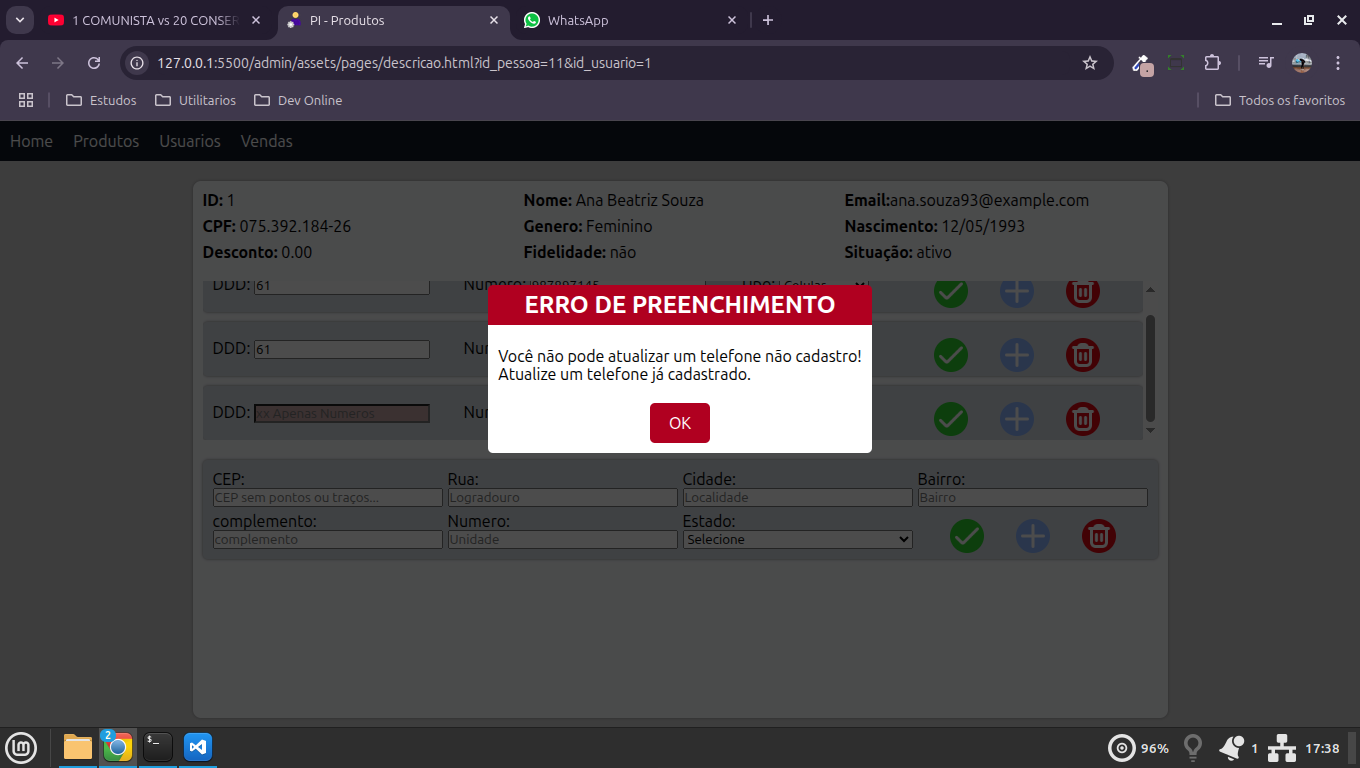 1 COMUNISTA vs 20 CONSER
PI - Produtos
WhatsApp
127.0.0.1:5500/admin/assets/pages/descricao.html?id_pessoa=11&id_usuario=1
Estudos
Utilitarios
Dev Online
Todos os favoritos
Home
Produtos
Usuarios
Vendas
ID: 1
Nome: Ana Beatriz Souza
Email:ana.souza93@example.com
CPF: 075.392.184-26
Genero: Feminino
Nascimento: 12/05/1993
Desconto: 0.00
Fidelidade: não
Situação: ativo
DDD: 61
Numero: 987897145
Tipo: Celular
ERRO DE PREENCHIMENTO
DDD: 61
Você não pode atualizar um telefone não cadastro!
Atualize um telefone já cadastrado.
DDD: xx Apenas Numeros
OK
CEP:
Rua:
Cidade:
Bairro:
CEP sem pontos ou traços...
Logradouro
Localidade
Bairro
complemento:
Numero:
Estado:
complemento
Unidade
Selecione
2
96%
1
17:38